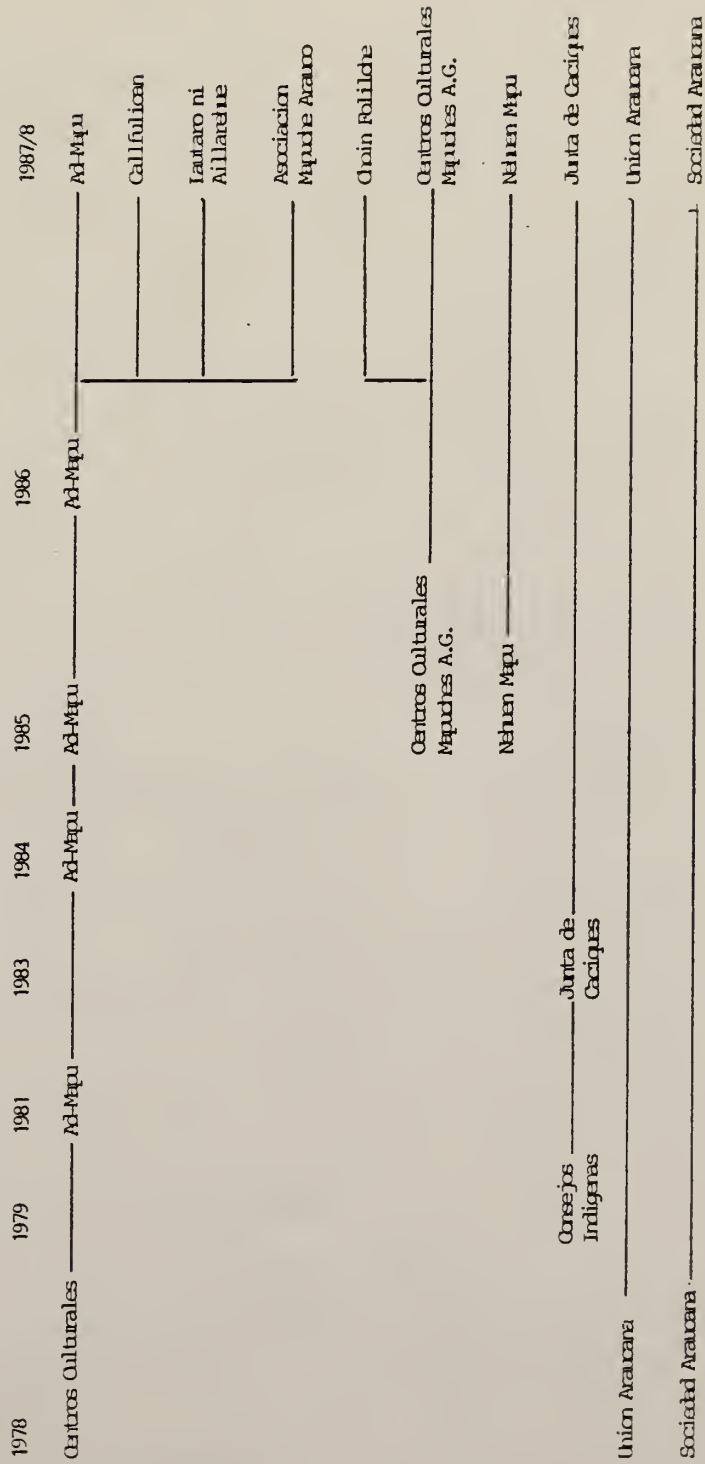 1978 1979 1981 1983 1984 1985 1986 1987/8
Centros Culturales Ad-Mapu Ad-Mapu Ad-Mapu Ad-Mapu Ad-Mapu
Callfulican
Lautaro ni
Aillarehue
Asociacion
Mapuche Arauco
Choin Folilche
Centros Culturales
Mapuches A.G.
Centros Culturales
Mapuches A.G.
Nehuen Mapu Nehuen Mapu
Consejos
Indigenas
Junta de
Caciques
Junta de Caciques
Union Araucana Union Araucana
Sociedad Araucana Sociedad Araucana